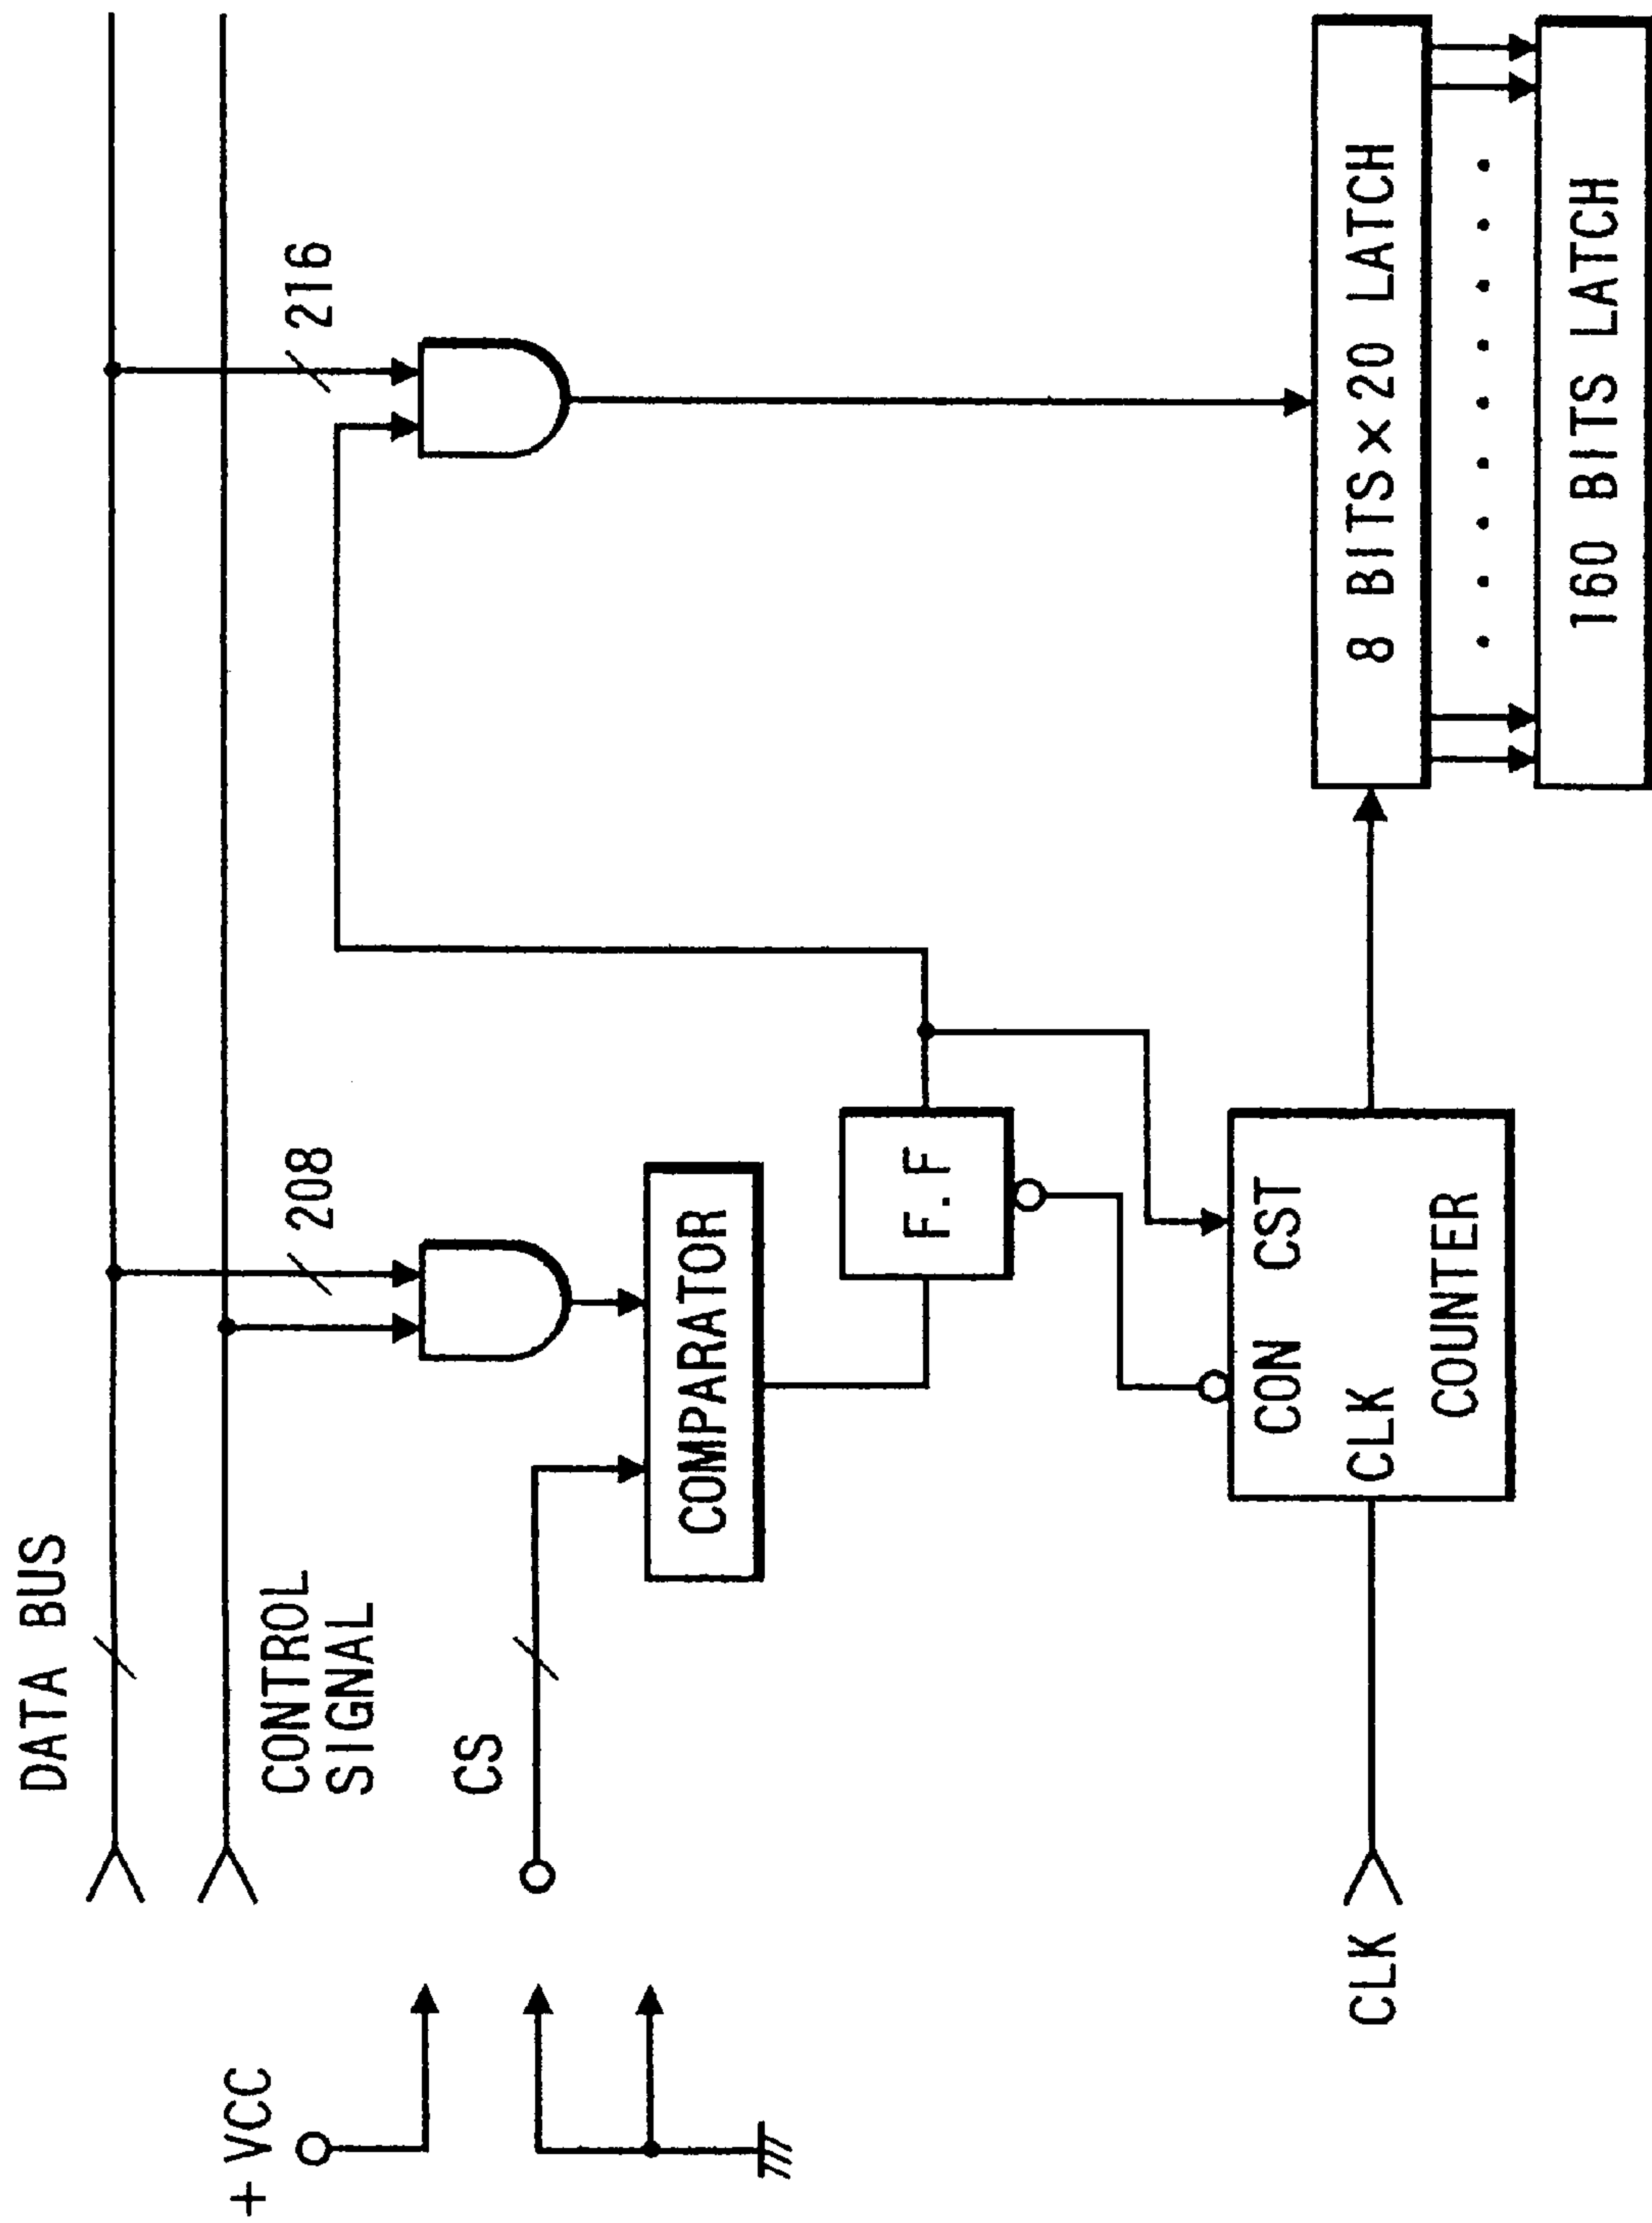 DATA BUS
CONTROL
SIGNAL
208
216
CS
+ VCC
COMPARATOR
F.F
CON CST
CLK
COUNTER
CLK
8 BITS × 20 LATCH
160 BITS LATCH